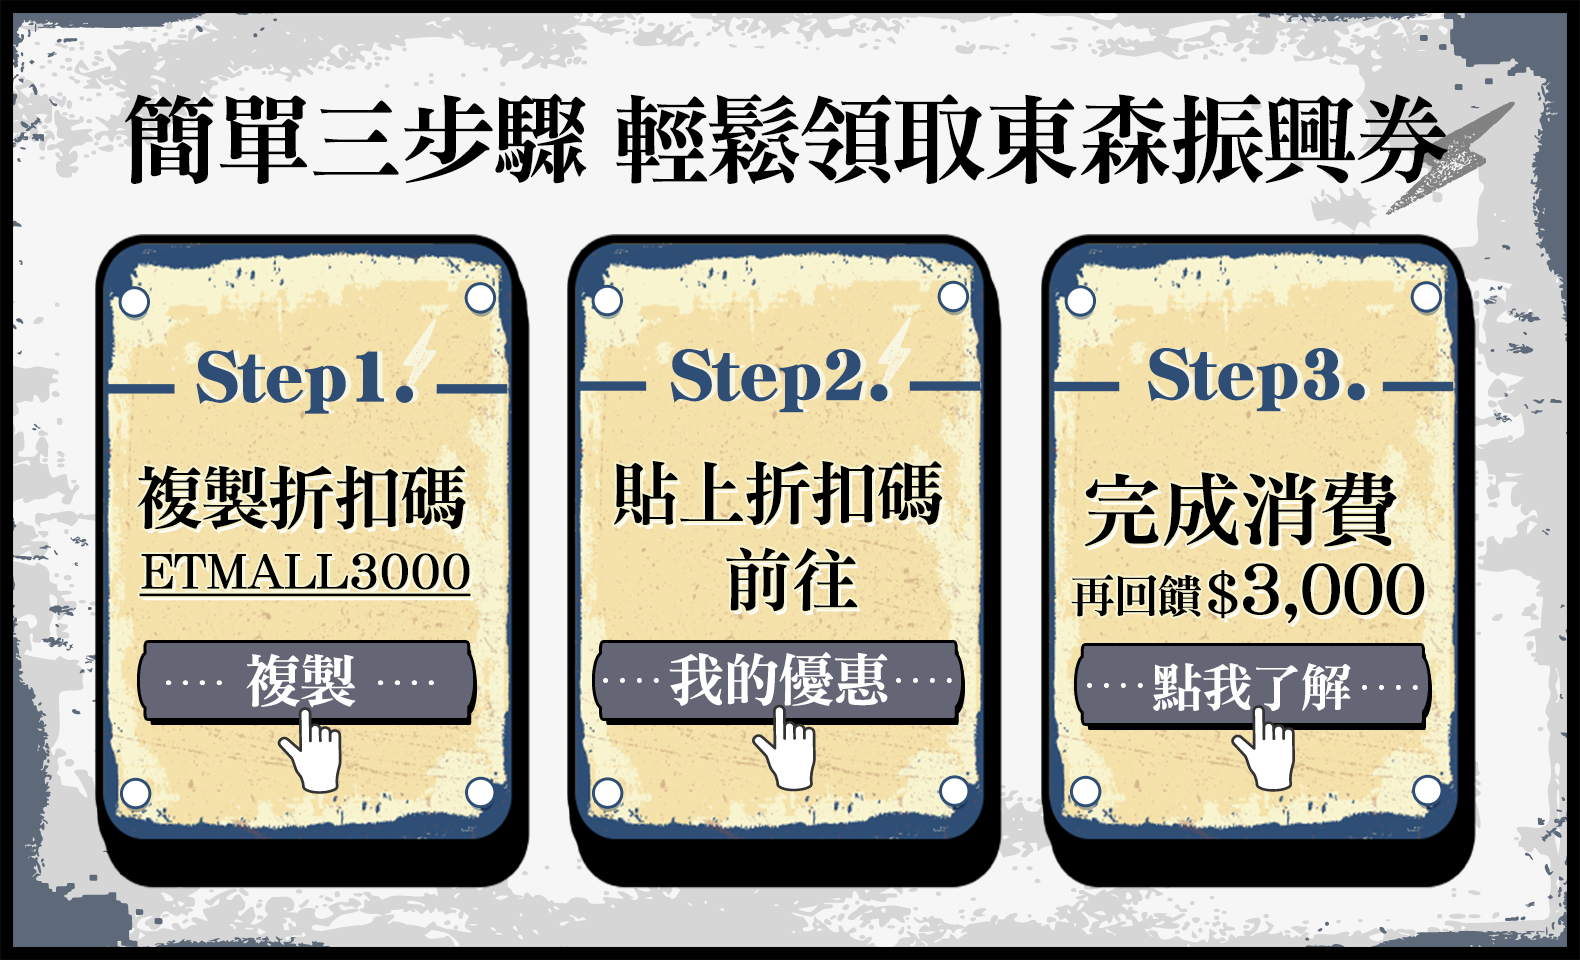 簡單三步驟 輕鬆領取東森振興券
Step1.
複製折扣碼
ETMALL3000
複製
Step2.
貼上折扣碼
前往
我的優惠
Step3.
完成消費
再回饋$3,000
點我了解